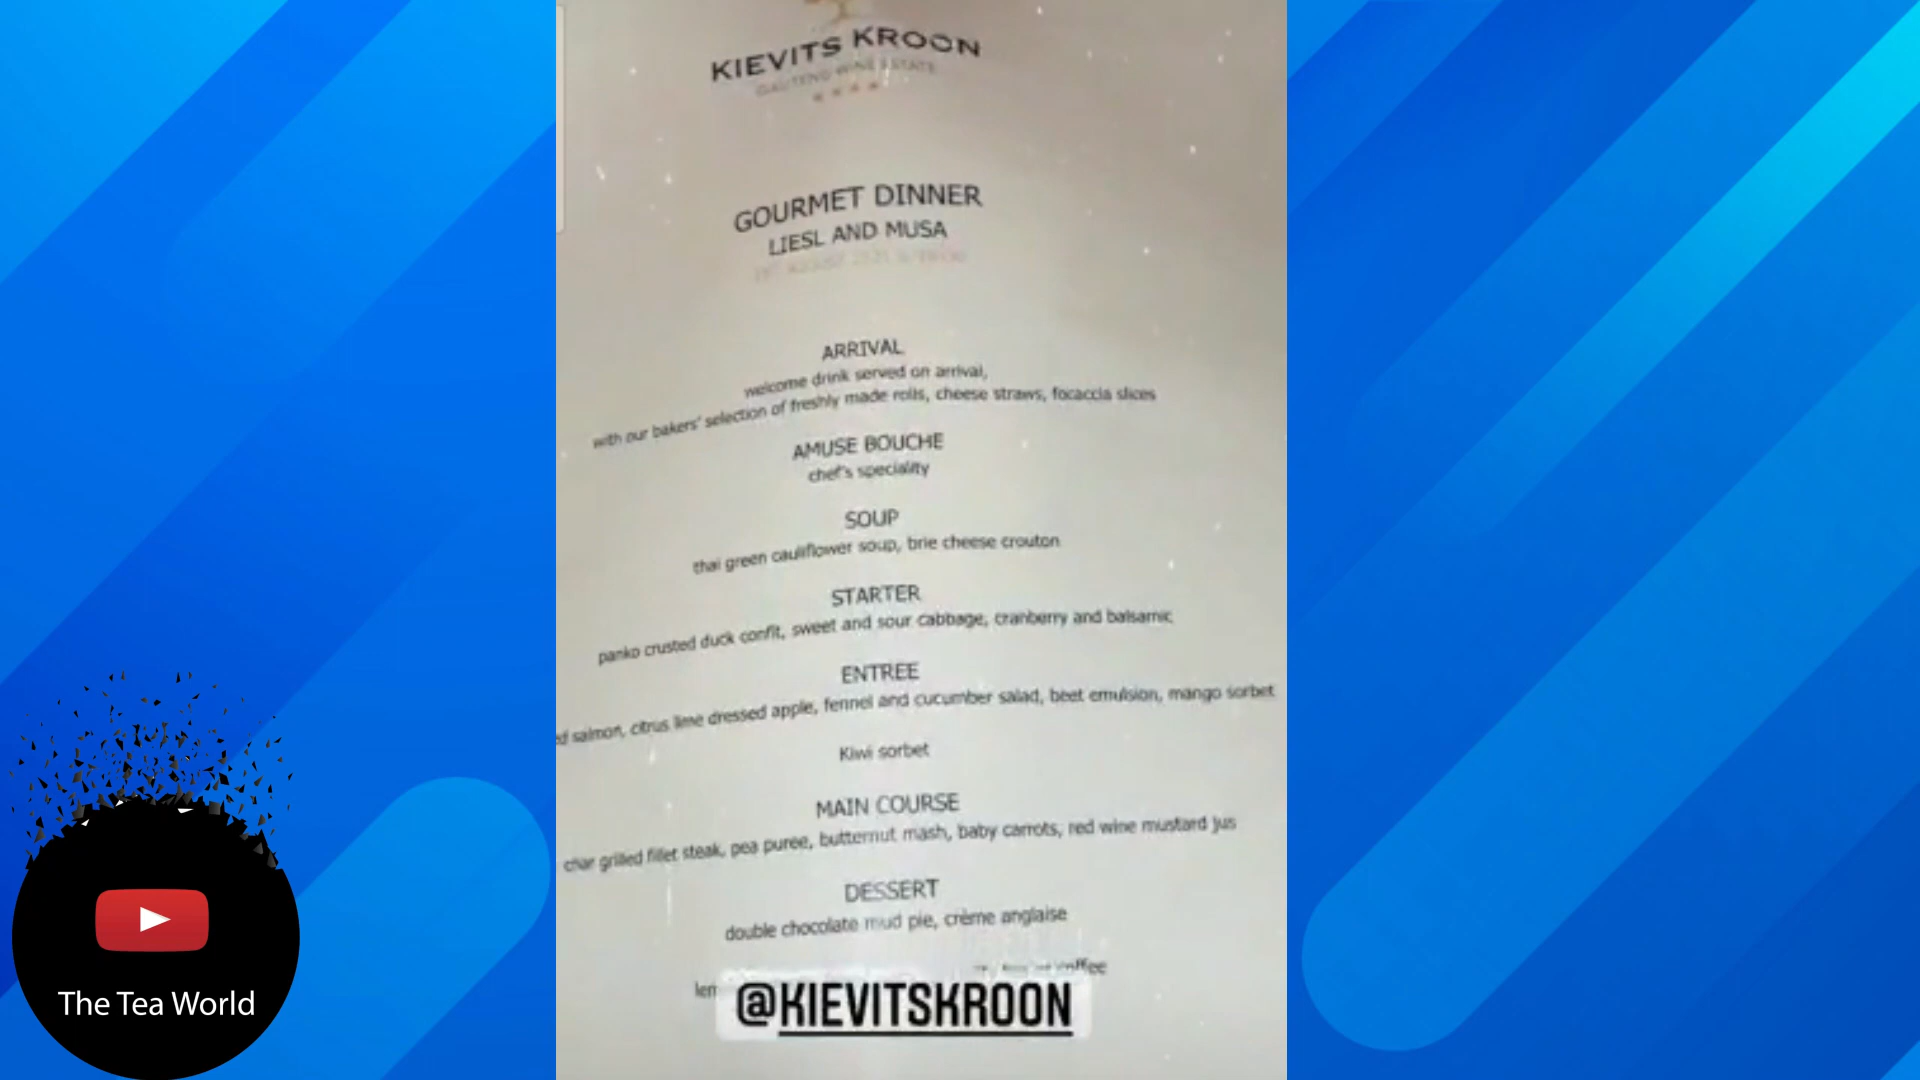 KIEVITS KROON
GAUTENG WINE ESTATE
GOURMET DINNER
LIESL AND MUSA
ARRIVAL
welcome drink served on arrival,
with our bakers' selection of freshly made rolls, cheese straws, focaccia slices
AMUSE BOUCHE
chef's speciality
SOUP
thai green cauliflower soup, brie cheese crouton
STARTER
panko crusted duck confit, sweet and sour cabbage, cranberry and balsamic
ENTREE
salmon, citrus lime dressed apple, fennel and cucumber salad, beet emulsion, mango sorbet
Kiwi sorbet
MAIN COURSE
char grilled fillet steak, pea puree, butternut mash, baby carrots, red wine mustard jus
DESSERT
double chocolate mud pie, crème anglaise
@KIEVITSKROON
The Tea World